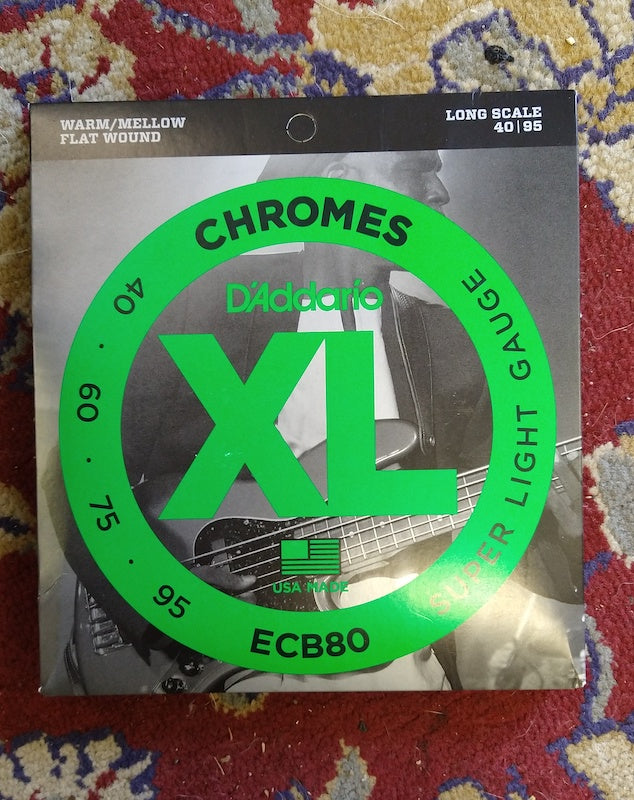 WARM/MELLOW
FLAT WOUND
LONG SCALE
40|95
CHROMES
D'Addario
XL
40 · 60 · 75 · 95
SUPER LIGHT GAUGE
USA MADE
ECB80